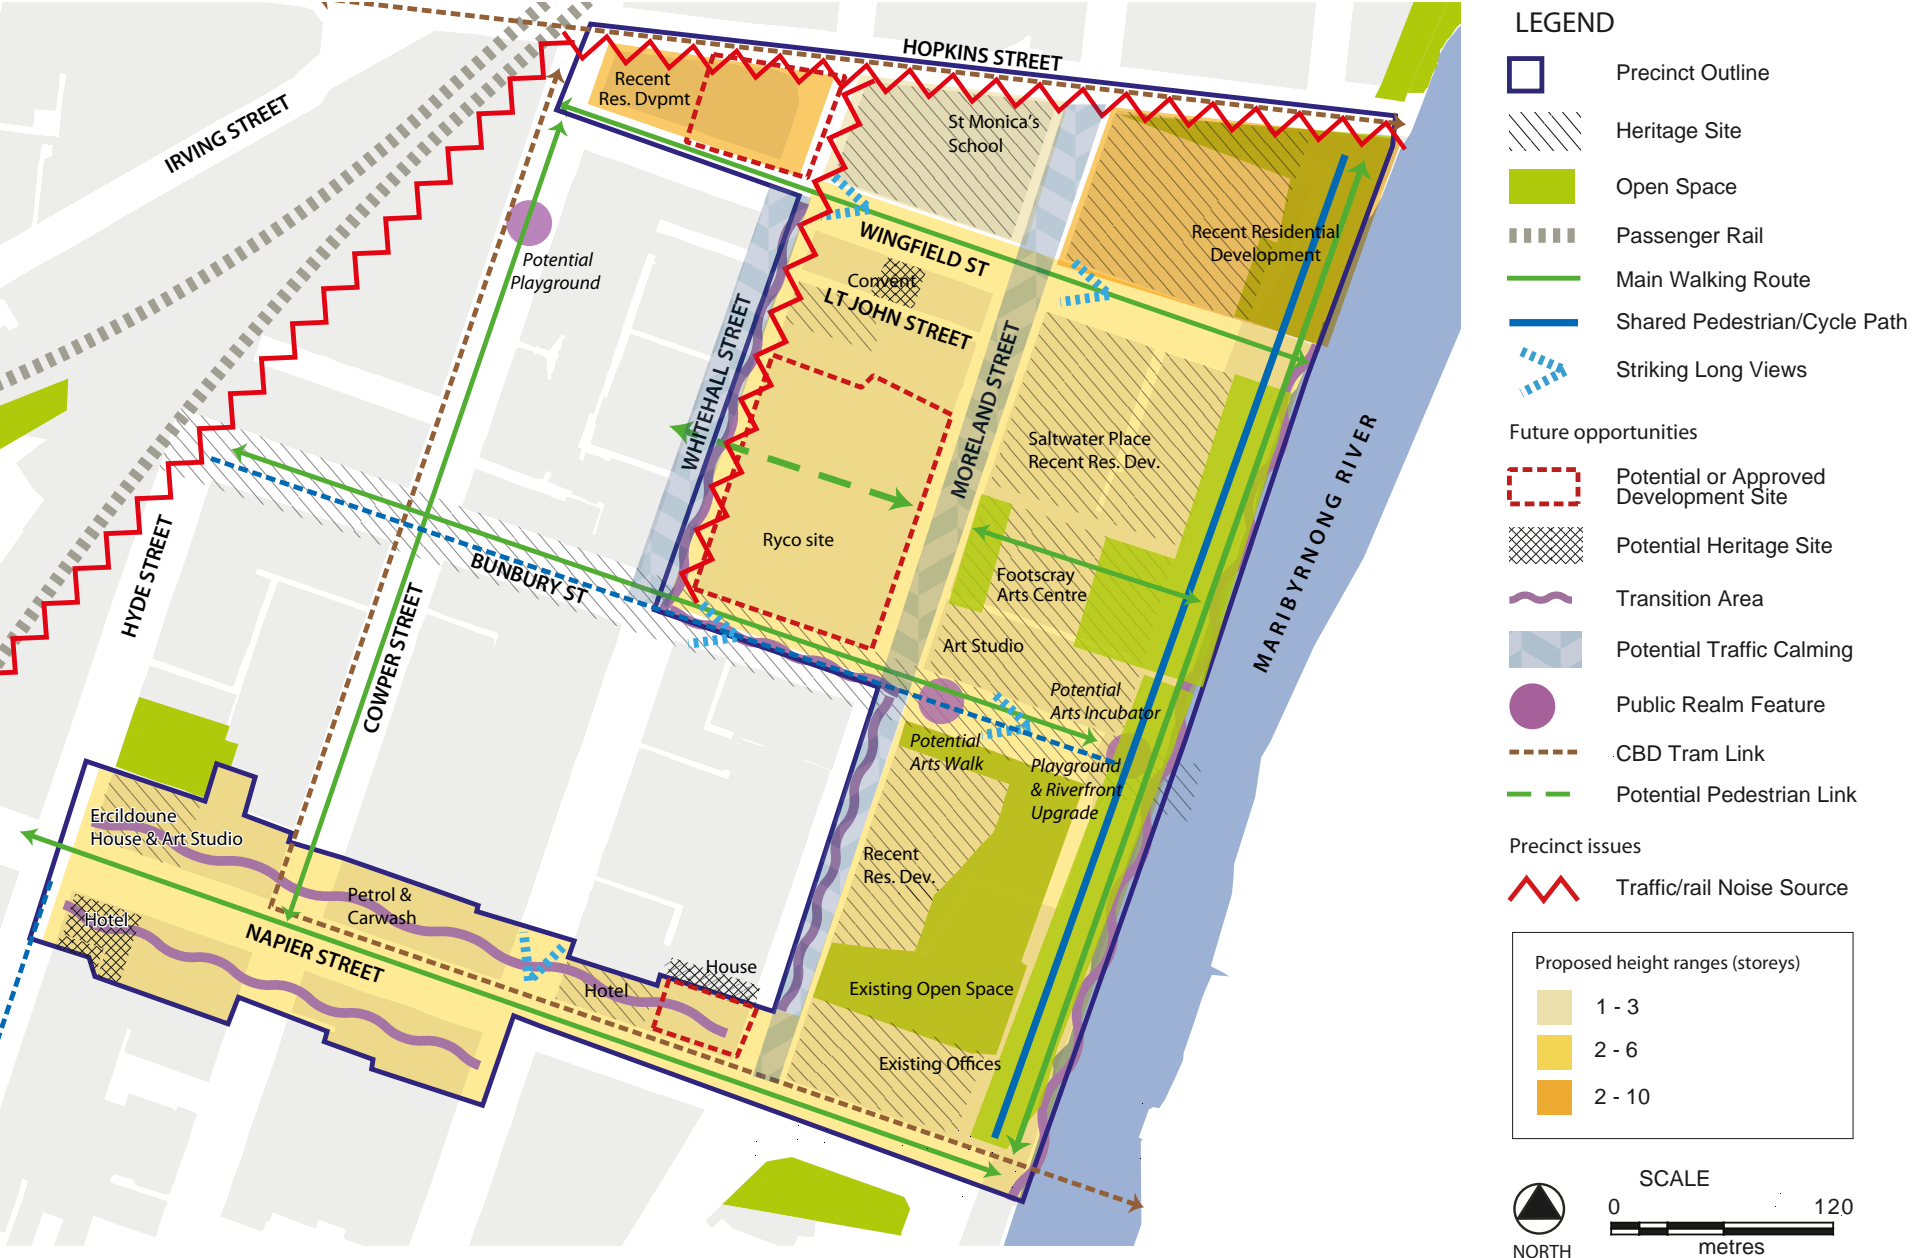 HOPKINS STREET
Recent
Res. Dvpmt
St Monica's
School
IRVING STREET
Potential
Playground
WINGFIELD ST
Recent Residential
Development
Convent
LT JOHN STREET
WHITEHALL STREET
MORELAND STREET
Saltwater Place
Recent Res. Dev.
MARIBYRNONG RIVER
Ryco site
HYDE STREET
BUNBURY ST
Footscray
Arts Centre
COWPER STREET
Art Studio
Potential
Arts Incubator
Potential
Arts Walk
Playground
& Riverfront
Upgrade
Ercildoune
House & Art Studio
Recent
Res. Dev.
Petrol &
Carwash
Hotel
NAPIER STREET
House
Hotel
Existing Open Space
Existing Offices
LEGEND
Precinct Outline
Heritage Site
Open Space
Passenger Rail
Main Walking Route
Shared Pedestrian/Cycle Path
Striking Long Views
Future opportunities
Potential or Approved
Development Site
Potential Heritage Site
Transition Area
Potential Traffic Calming
Public Realm Feature
CBD Tram Link
Potential Pedestrian Link
Precinct issues
Traffic/rail Noise Source
Proposed height ranges (storeys)
1 - 3
2 - 6
2 - 10
SCALE
0 120
metres
NORTH